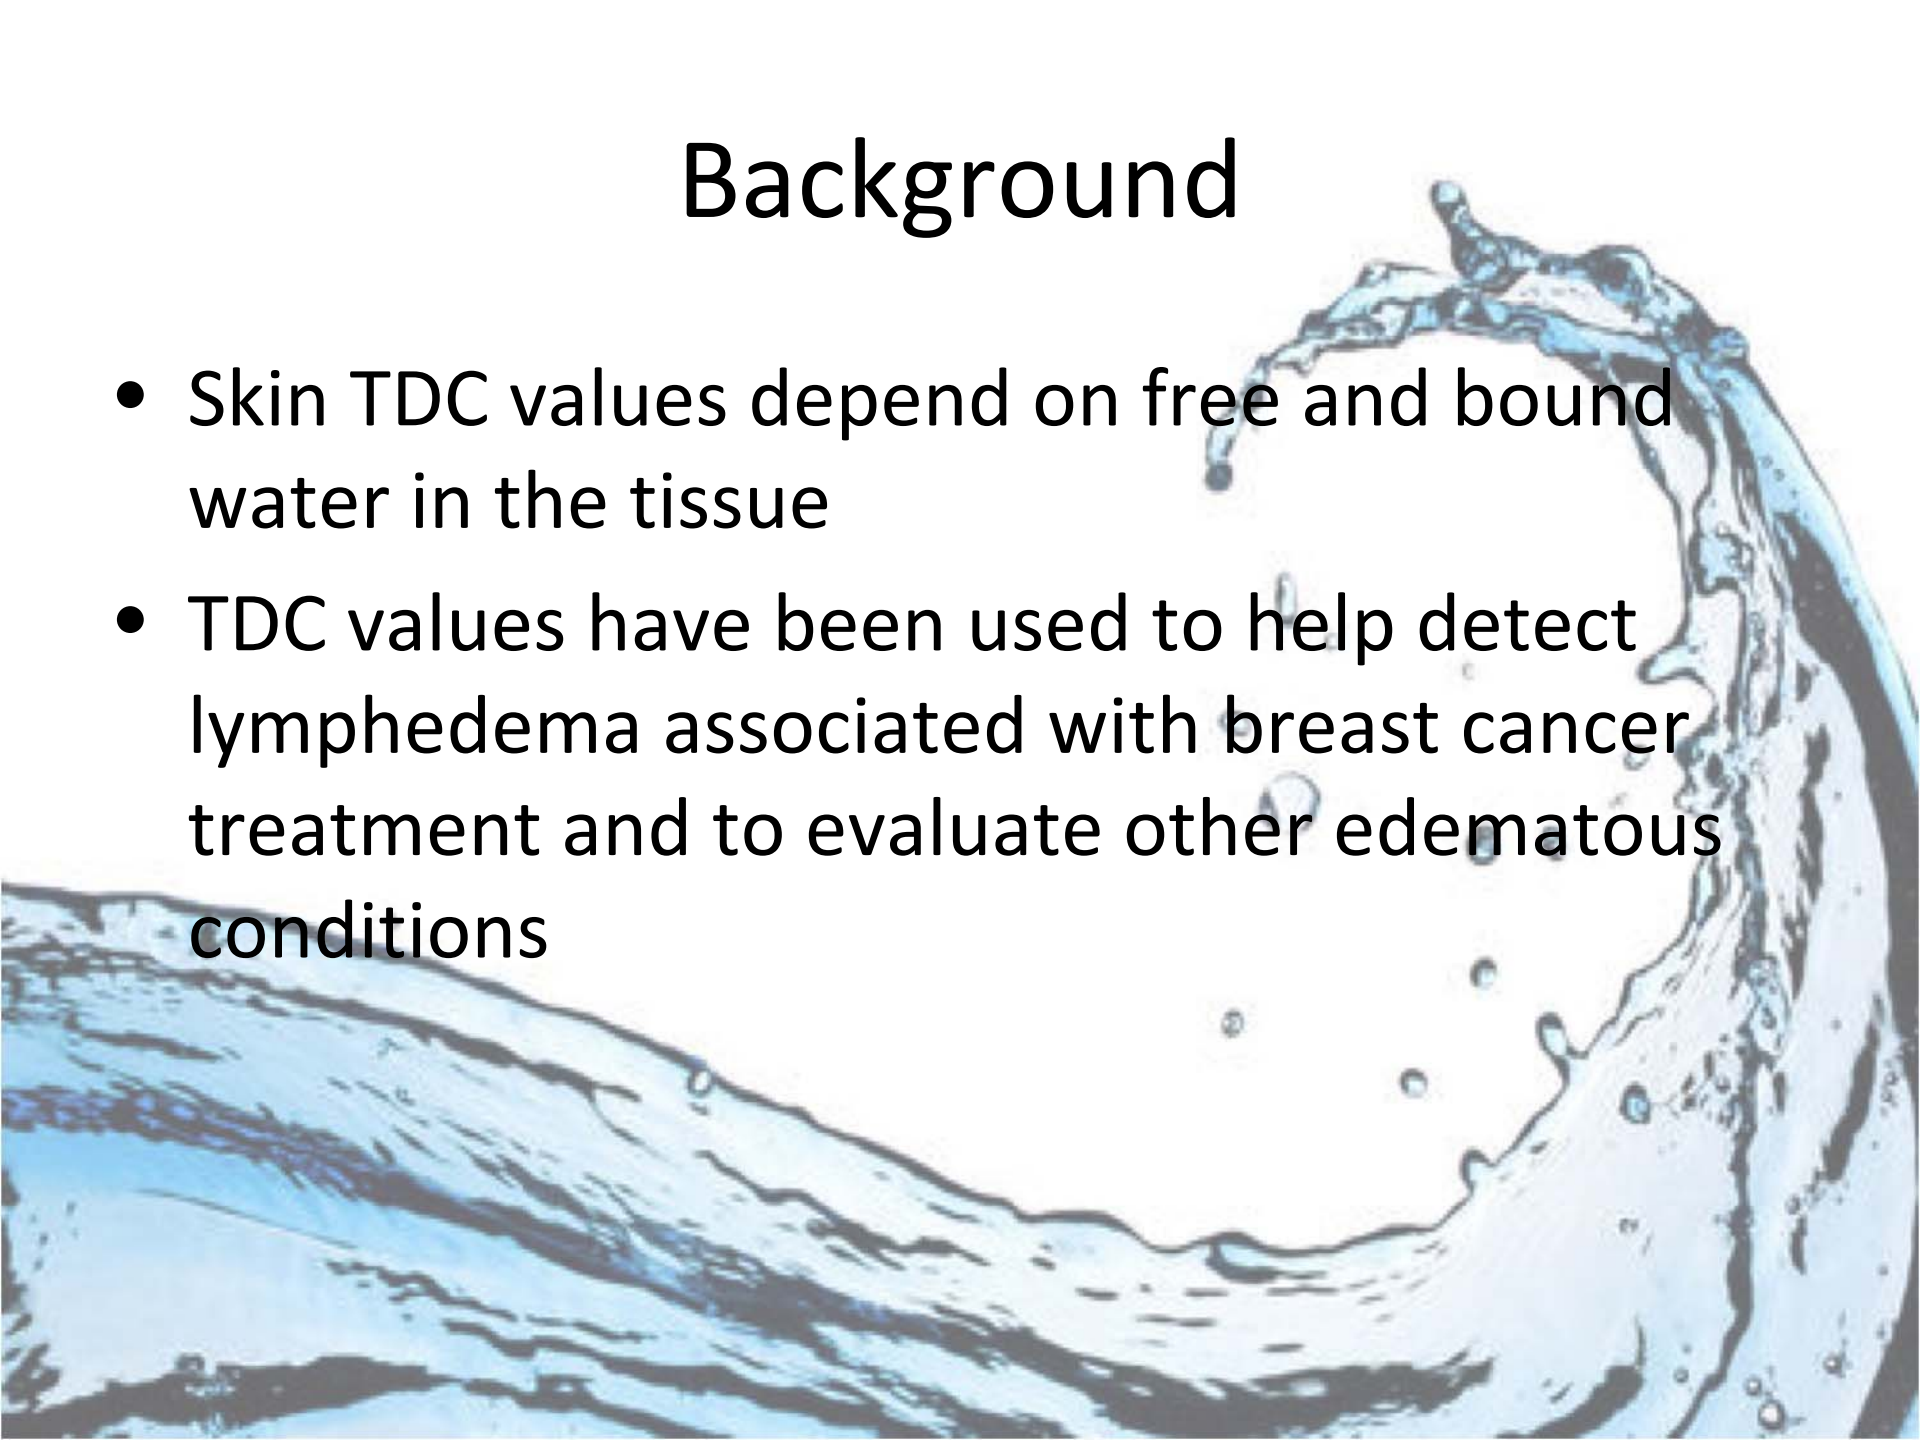 Background
• Skin TDC values depend on free and bound
water in the tissue
• TDC values have been used to help detect
lymphedema associated with breast cancer
treatment and to evaluate other edematous
conditions